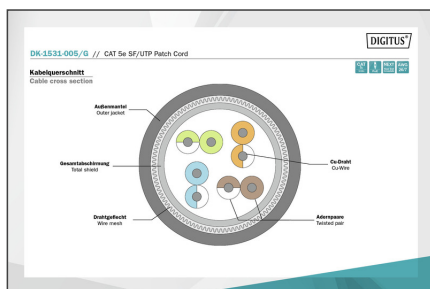 DIGITUS®
DK-1531-005/G // CAT 5e SF/UTP Patch Cord
Kabelquerschnitt
Cable cross section
Außenmantel
Outer jacket
Gesamtabschirmung
Total shield
Cu-Draht
Cu-Wire
Drahtgeflecht
Wire mesh
Adernpaare
Twisted pair